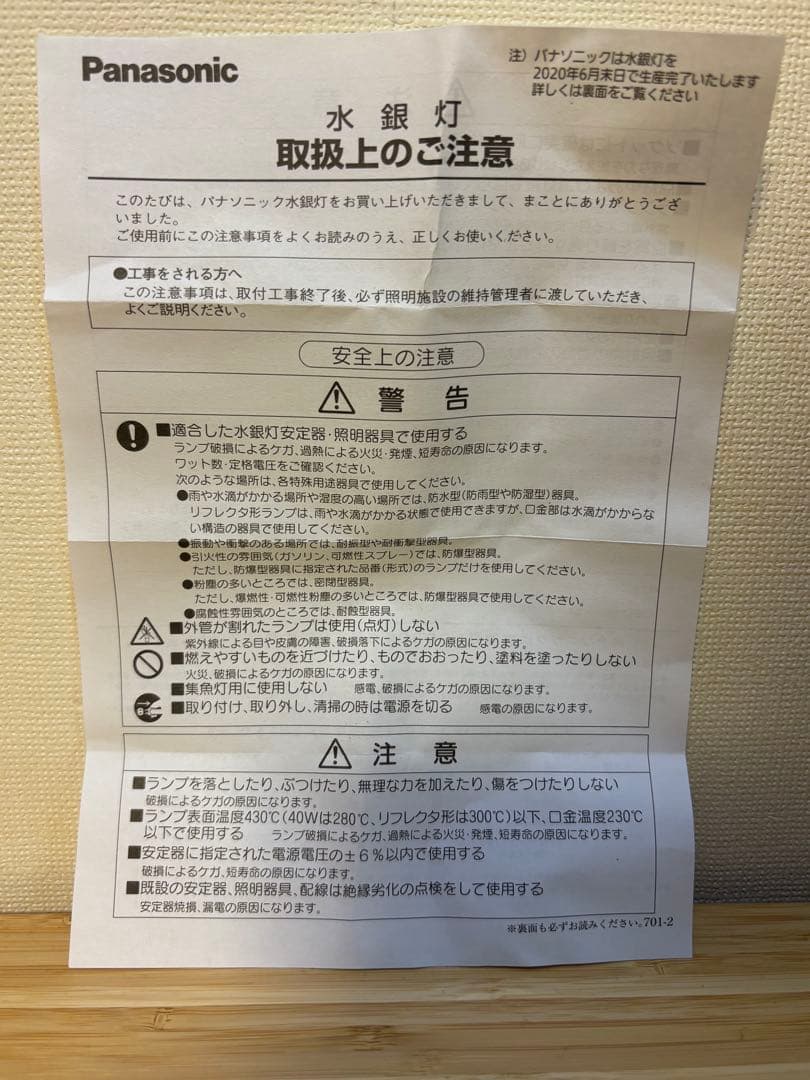 Panasonic
注）パナソニックは水銀灯を
2020年6月末日で生産完了いたします
詳しくは裏面をご覧ください
水銀灯
取扱上のご注意
このたびは、パナソニック水銀灯をお買い上げいただきまして、まことにありがとうござ
いました。
ご使用前にこの注意事項をよくお読みのうえ、正しくお使いください。
●工事をされる方へ
この注意事項は、取付工事終了後、必ず照明施設の維持管理者に渡していただき、
よくご説明ください。
安全上の注意
警告
■適合した水銀灯安定器・照明器具で使用する
ランプ破損によるケガ、過熱による火災・発煙、短寿命の原因になります。
ワット数・定格電圧をご確認ください。
次のような場所は、各特殊用途器具で使用してください。
●雨や水滴がかかる場所や湿度の高い場所では、防水型（防雨型や防湿型）器具。
リフレクタ形ランプは、雨や水滴がかかる状態で使用できますが、口金部は水滴がかからな
い構造の器具で使用してください。
●振動や衝撃のある場所では、耐振型や耐衝撃型器具。
●引火性の雰囲気（ガソリン、可燃性スプレー）では、防爆型器具。
ただし、防爆型器具に指定された品番（形式）のランプだけを使用してください。
●粉塵の多いところでは、密閉型器具。
ただし、爆燃性・可燃性粉塵の多いところでは、防爆型器具で使用してください。
●腐蝕性雰囲気のところでは、耐蝕型器具。
■外管が割れたランプは使用（点灯）しない
紫外線による目や皮膚の障害、破損落下によるケガの原因になります。
■燃えやすいものを近づけたり、ものでおおったり、塗料を塗ったりしない
火災、破損によるケガの原因になります。
■集魚灯用に使用しない 感電、破損によるケガの原因になります。
■取り付け、取り外し、清掃の時は電源を切る 感電の原因になります。
注意
■ランプを落としたり、ぶつけたり、無理な力を加えたり、傷をつけたりしない
破損によるケガの原因になります。
■ランプ表面温度430℃（40Wは280℃、リフレクタ形は300℃）以下、口金温度230℃
以下で使用する ランプ破損によるケガ、過熱による火災・発煙、短寿命の原因になります。
■安定器に指定された電源電圧の±6％以内で使用する
破損によるケガ、短寿命の原因になります。
■既設の安定器、照明器具、配線は絶縁劣化の点検をして使用する
安定器焼損、漏電の原因になります。
※裏面も必ずお読みください。701-2